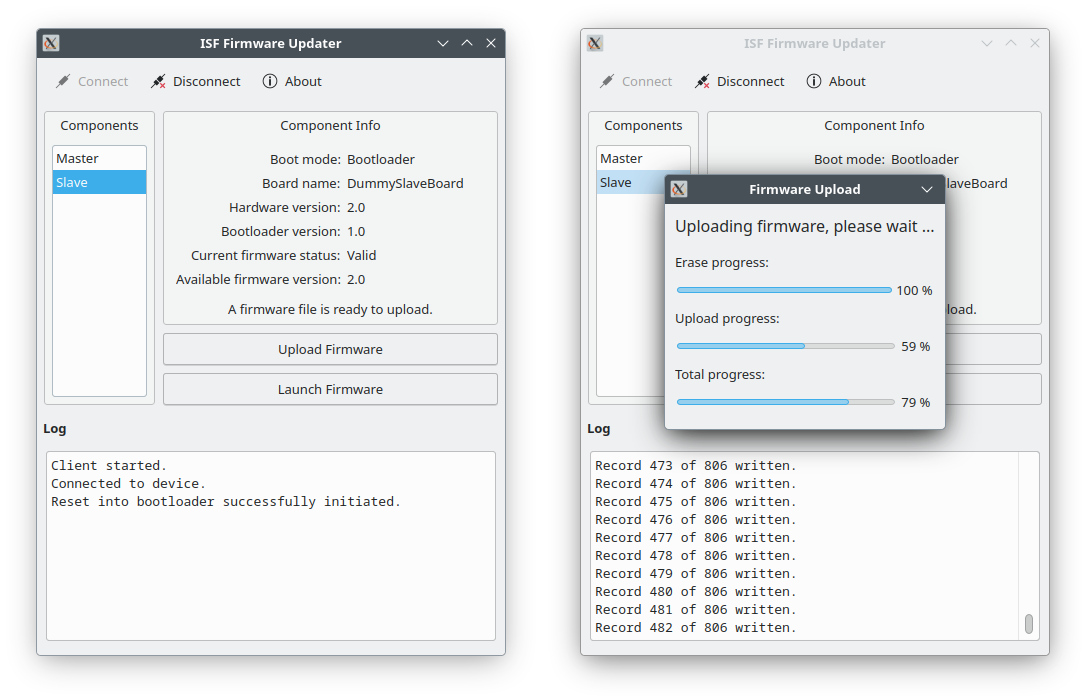 ISF Firmware Updater
Connect Disconnect About
Components
Master
Slave
Component Info
Boot mode: Bootloader
Board name: DummySlaveBoard
Hardware version: 2.0
Bootloader version: 1.0
Current firmware status: Valid
Available firmware version: 2.0
A firmware file is ready to upload.
Upload Firmware
Launch Firmware
Log
Client started.
Connected to device.
Reset into bootloader successfully initiated.
ISF Firmware Updater
Connect Disconnect About
Components
Master
Slave
Component Info
Boot mode: Bootloader
laveBoard
load.
Firmware Upload
Uploading firmware, please wait ...
Erase progress:
100 %
Upload progress:
59 %
Total progress:
79 %
Log
Record 473 of 806 written.
Record 474 of 806 written.
Record 475 of 806 written.
Record 476 of 806 written.
Record 477 of 806 written.
Record 478 of 806 written.
Record 479 of 806 written.
Record 480 of 806 written.
Record 481 of 806 written.
Record 482 of 806 written.